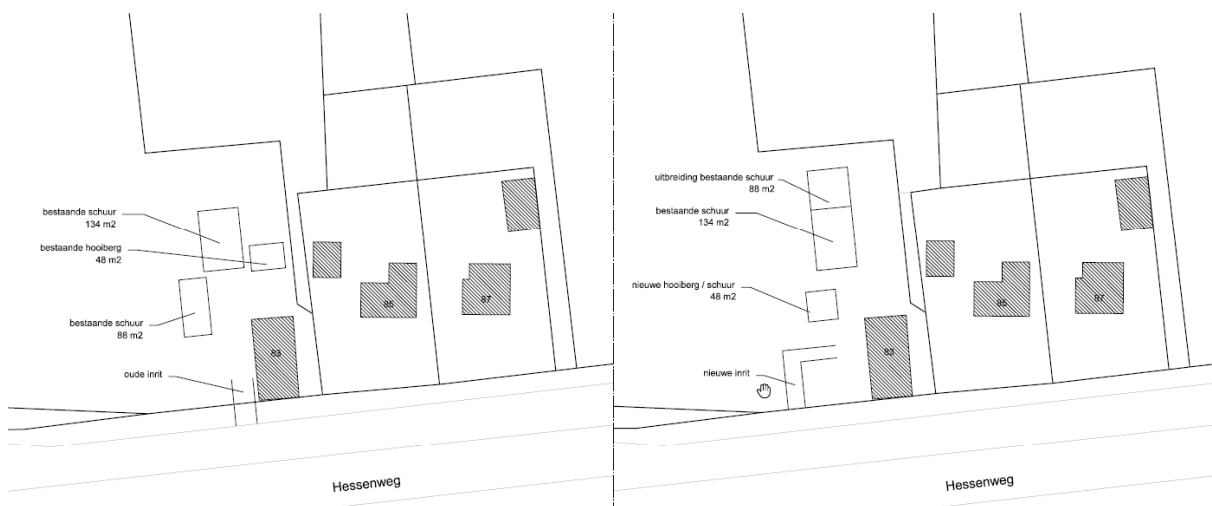 bestaande schuur
134 m2
bestaande hooiberg
48 m2
bestaande schuur
88 m2
oude inrit
83
85
87
Hessenweg
uitbreiding bestaande schuur
88 m2
bestaande schuur
134 m2
nieuwe hooiberg / schuur
48 m2
nieuwe inrit
83
85
87
Hessenweg